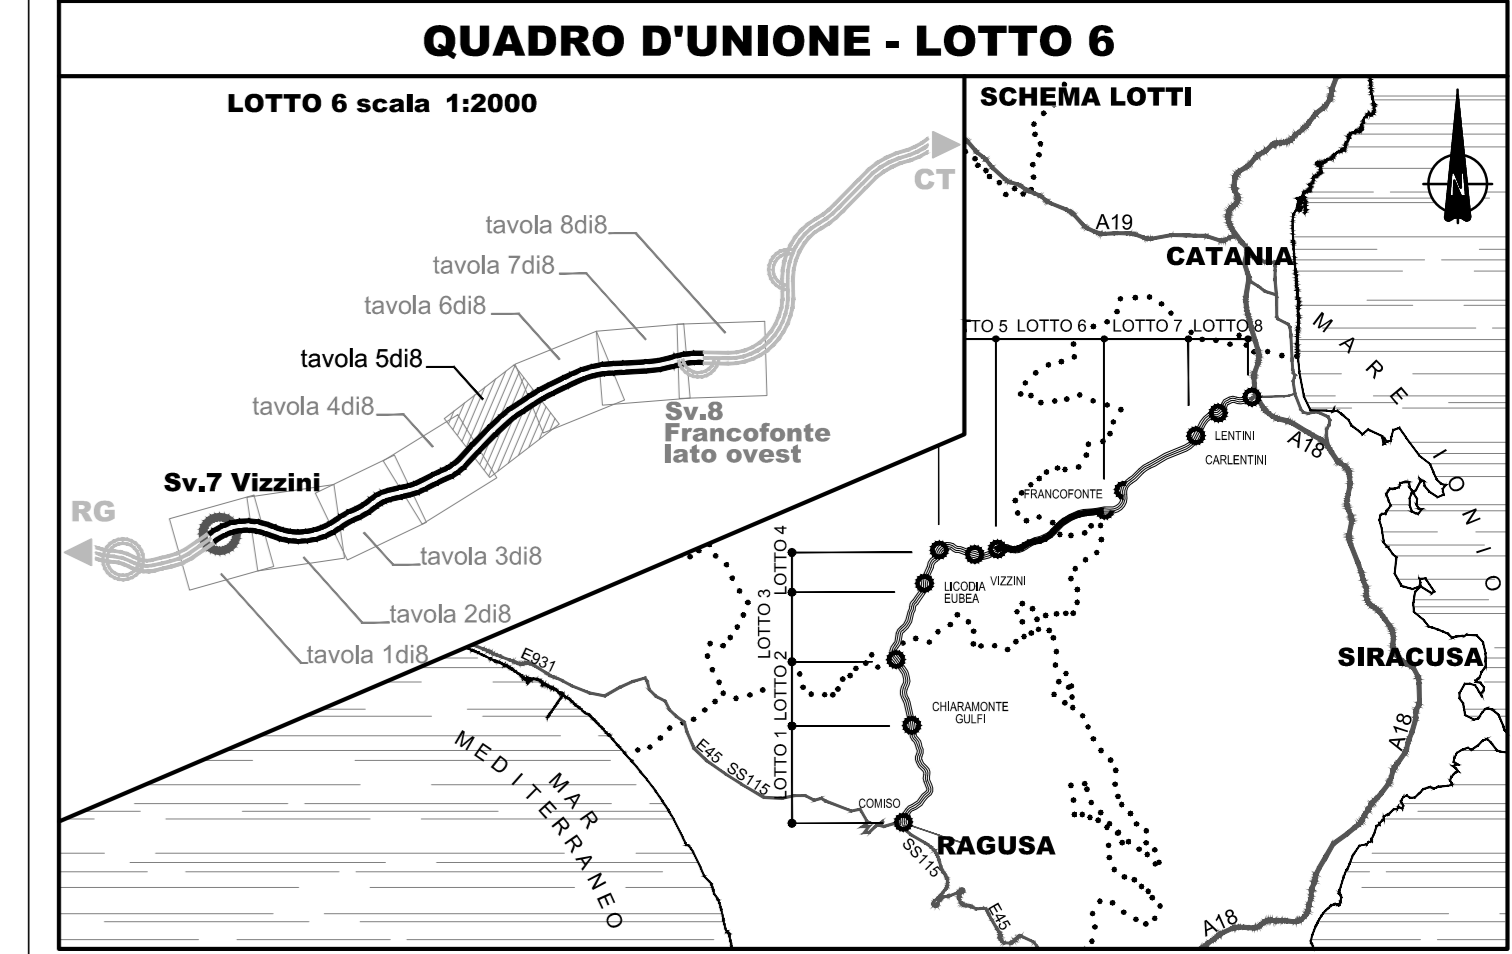 QUADRO D'UNIONE - LOTTO 6
LOTTO 6 scala 1:2000
CT
tavola 8di8
tavola 7di8
tavola 6di8
tavola 5di8
tavola 4di8
Sv.8
Francofonte
lato ovest
Sv.7 Vizzini
RG
tavola 3di8
tavola 2di8
tavola 1di8
SCHEMA LOTTI
N
A19
CATANIA
TTO 5 LOTTO 6 LOTTO 7 LOTTO 8
MARE
IONIO
LENTINI
CARLENTINI
A18
FRANCOFONTE
LOTTO 4
LOTTO 3
LOTTO 2
LOTTO 1
LICODIA
EUBEA
VIZZINI
SIRACUSA
E931
CHIARAMONTE
GULFI
A18
E45 SS115
COMISO
RAGUSA
SS115
E45
A18
MAR
MEDITERRANEO